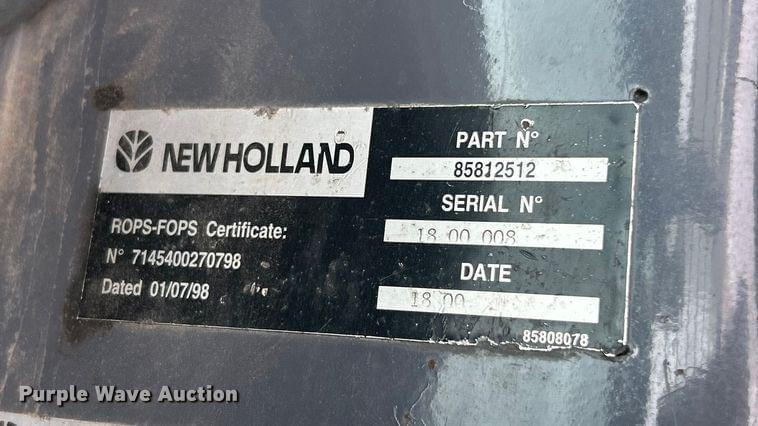 NEW HOLLAND
ROPS-FOPS Certificate:
N° 7145400270798
Dated 01/07/98
PART N°
85812512
SERIAL N°
18 00 008
DATE
18 00
85808078
Purple Wave Auction